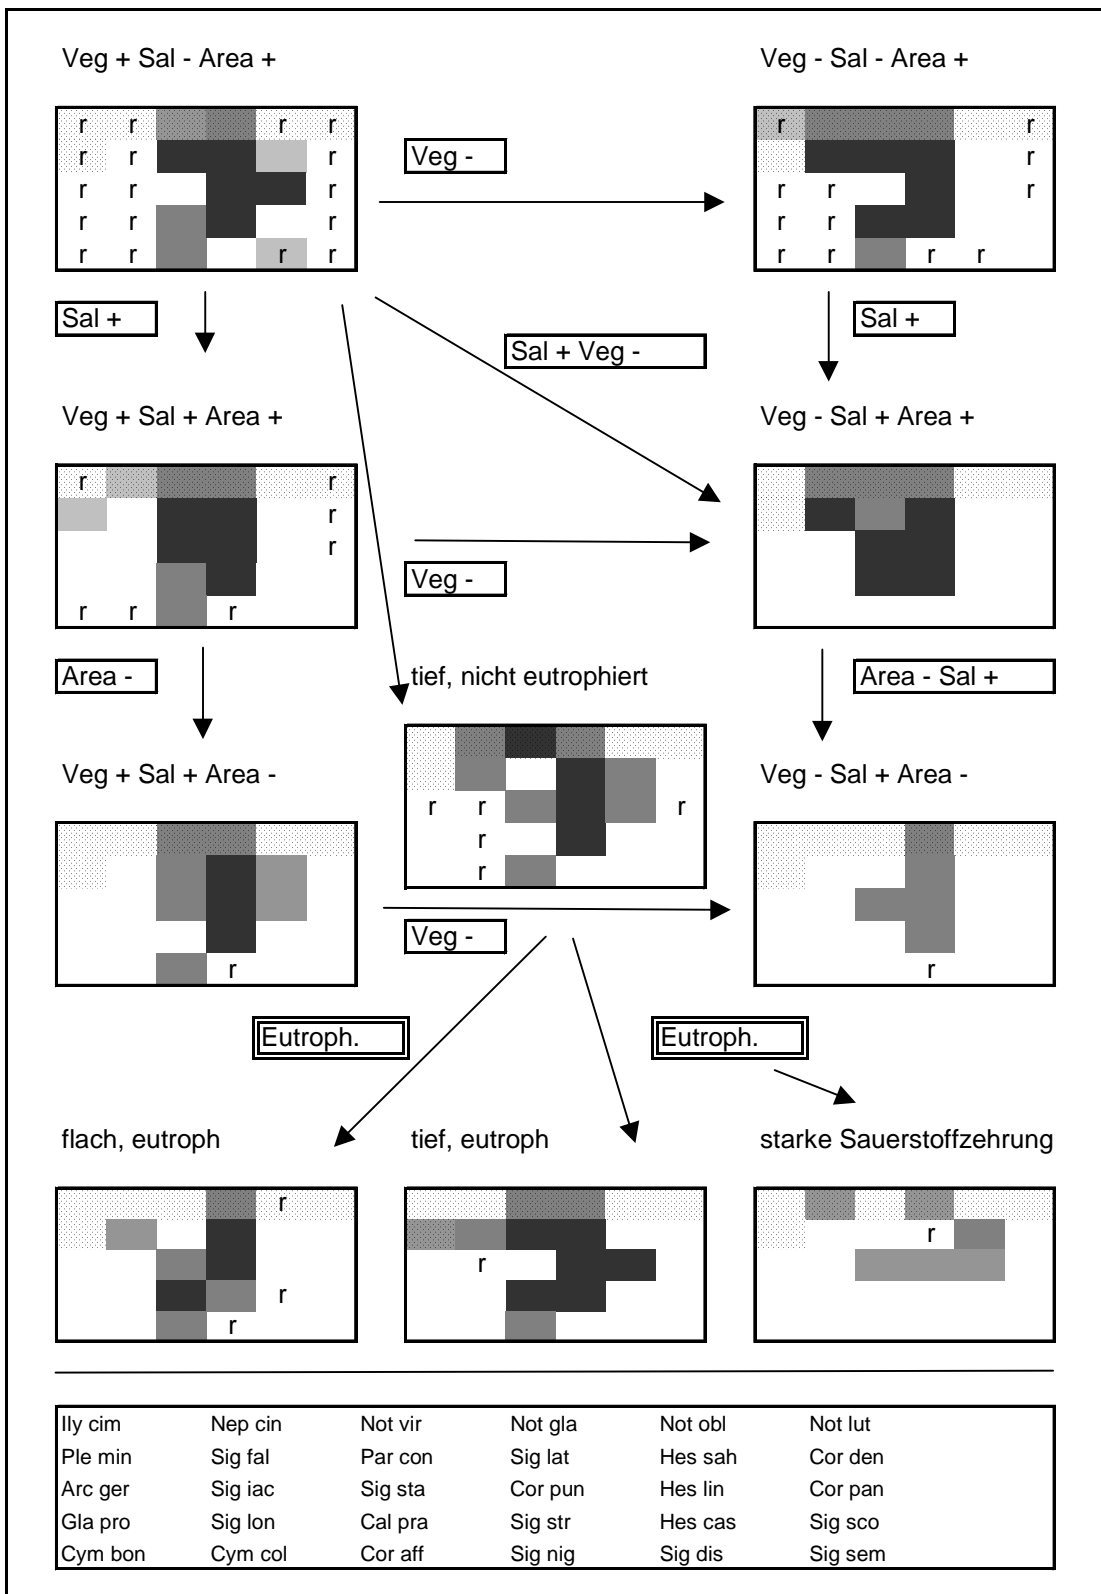 Veg + Sal - Area +
Veg - Sal - Area +
r r r r
r r r
r r r
r r r
r r r r
Veg -
r r
r
r r r
r r
r r r r
Sal +
Sal + Veg -
Sal +
Veg + Sal + Area +
Veg - Sal + Area +
r r
r
r
r r r
Veg -
Area -
tief, nicht eutrophiert
Area - Sal +
Veg + Sal + Area -
r r r
r
r
Veg - Sal + Area -
r
Veg -
r
Eutroph.
Eutroph.
flach, eutroph
tief, eutroph
starke Sauerstoffzehrung
r
r
r
r
r
Ily cim Nep cin Not vir Not gla Not obl Not lut
Ple min Sig fal Par con Sig lat Hes sah Cor den
Arc ger Sig iac Sig sta Cor pun Hes lin Cor pan
Gla pro Sig lon Cal pra Sig str Hes cas Sig sco
Cym bon Cym col Cor aff Sig nig Sig dis Sig sem